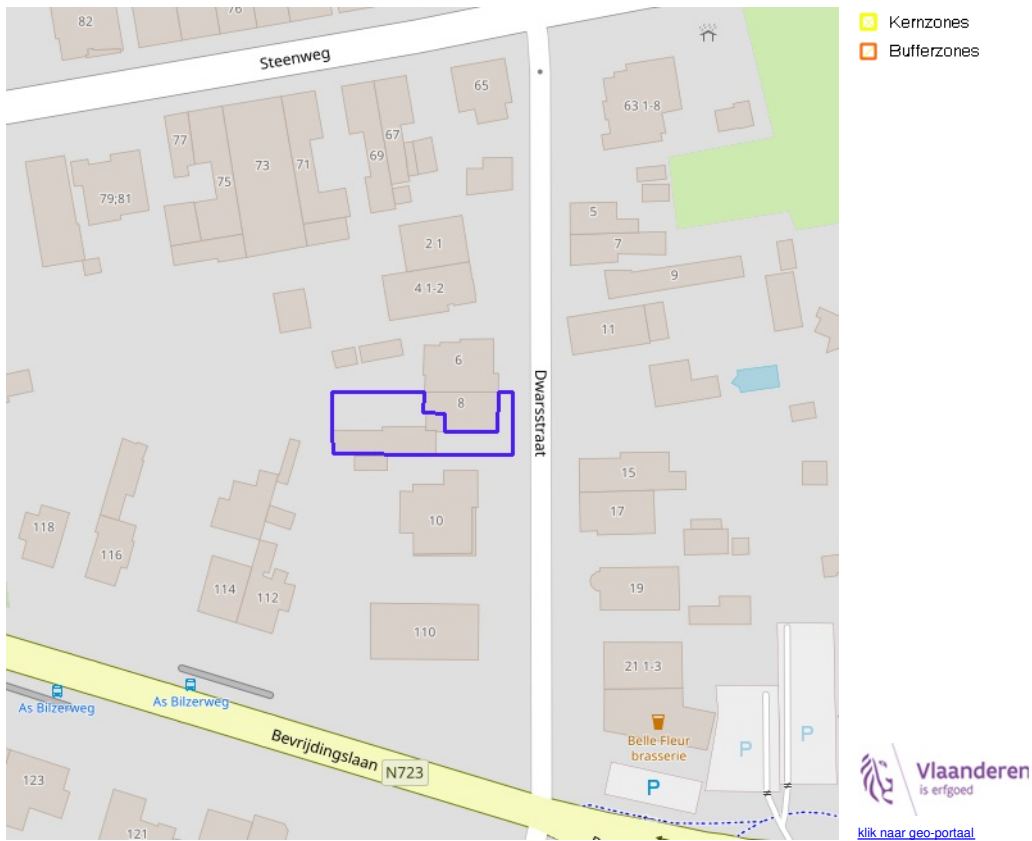 82
76
Steenweg
65
63 1-8
77
67
69
73
71
75
79;81
5
7
2 1
9
4 1-2
11
6
8
Dwarsstraat
15
17
10
118
116
114
112
19
110
21 1-3
As Bilzerweg
As Bilzerweg
Belle Fleur
brasserie
P
P
P
Bevrijdingslaan
N723
123
121
Kernzones
Bufferzones
Vlaanderen
is erfgoed
klik naar geo-portaal